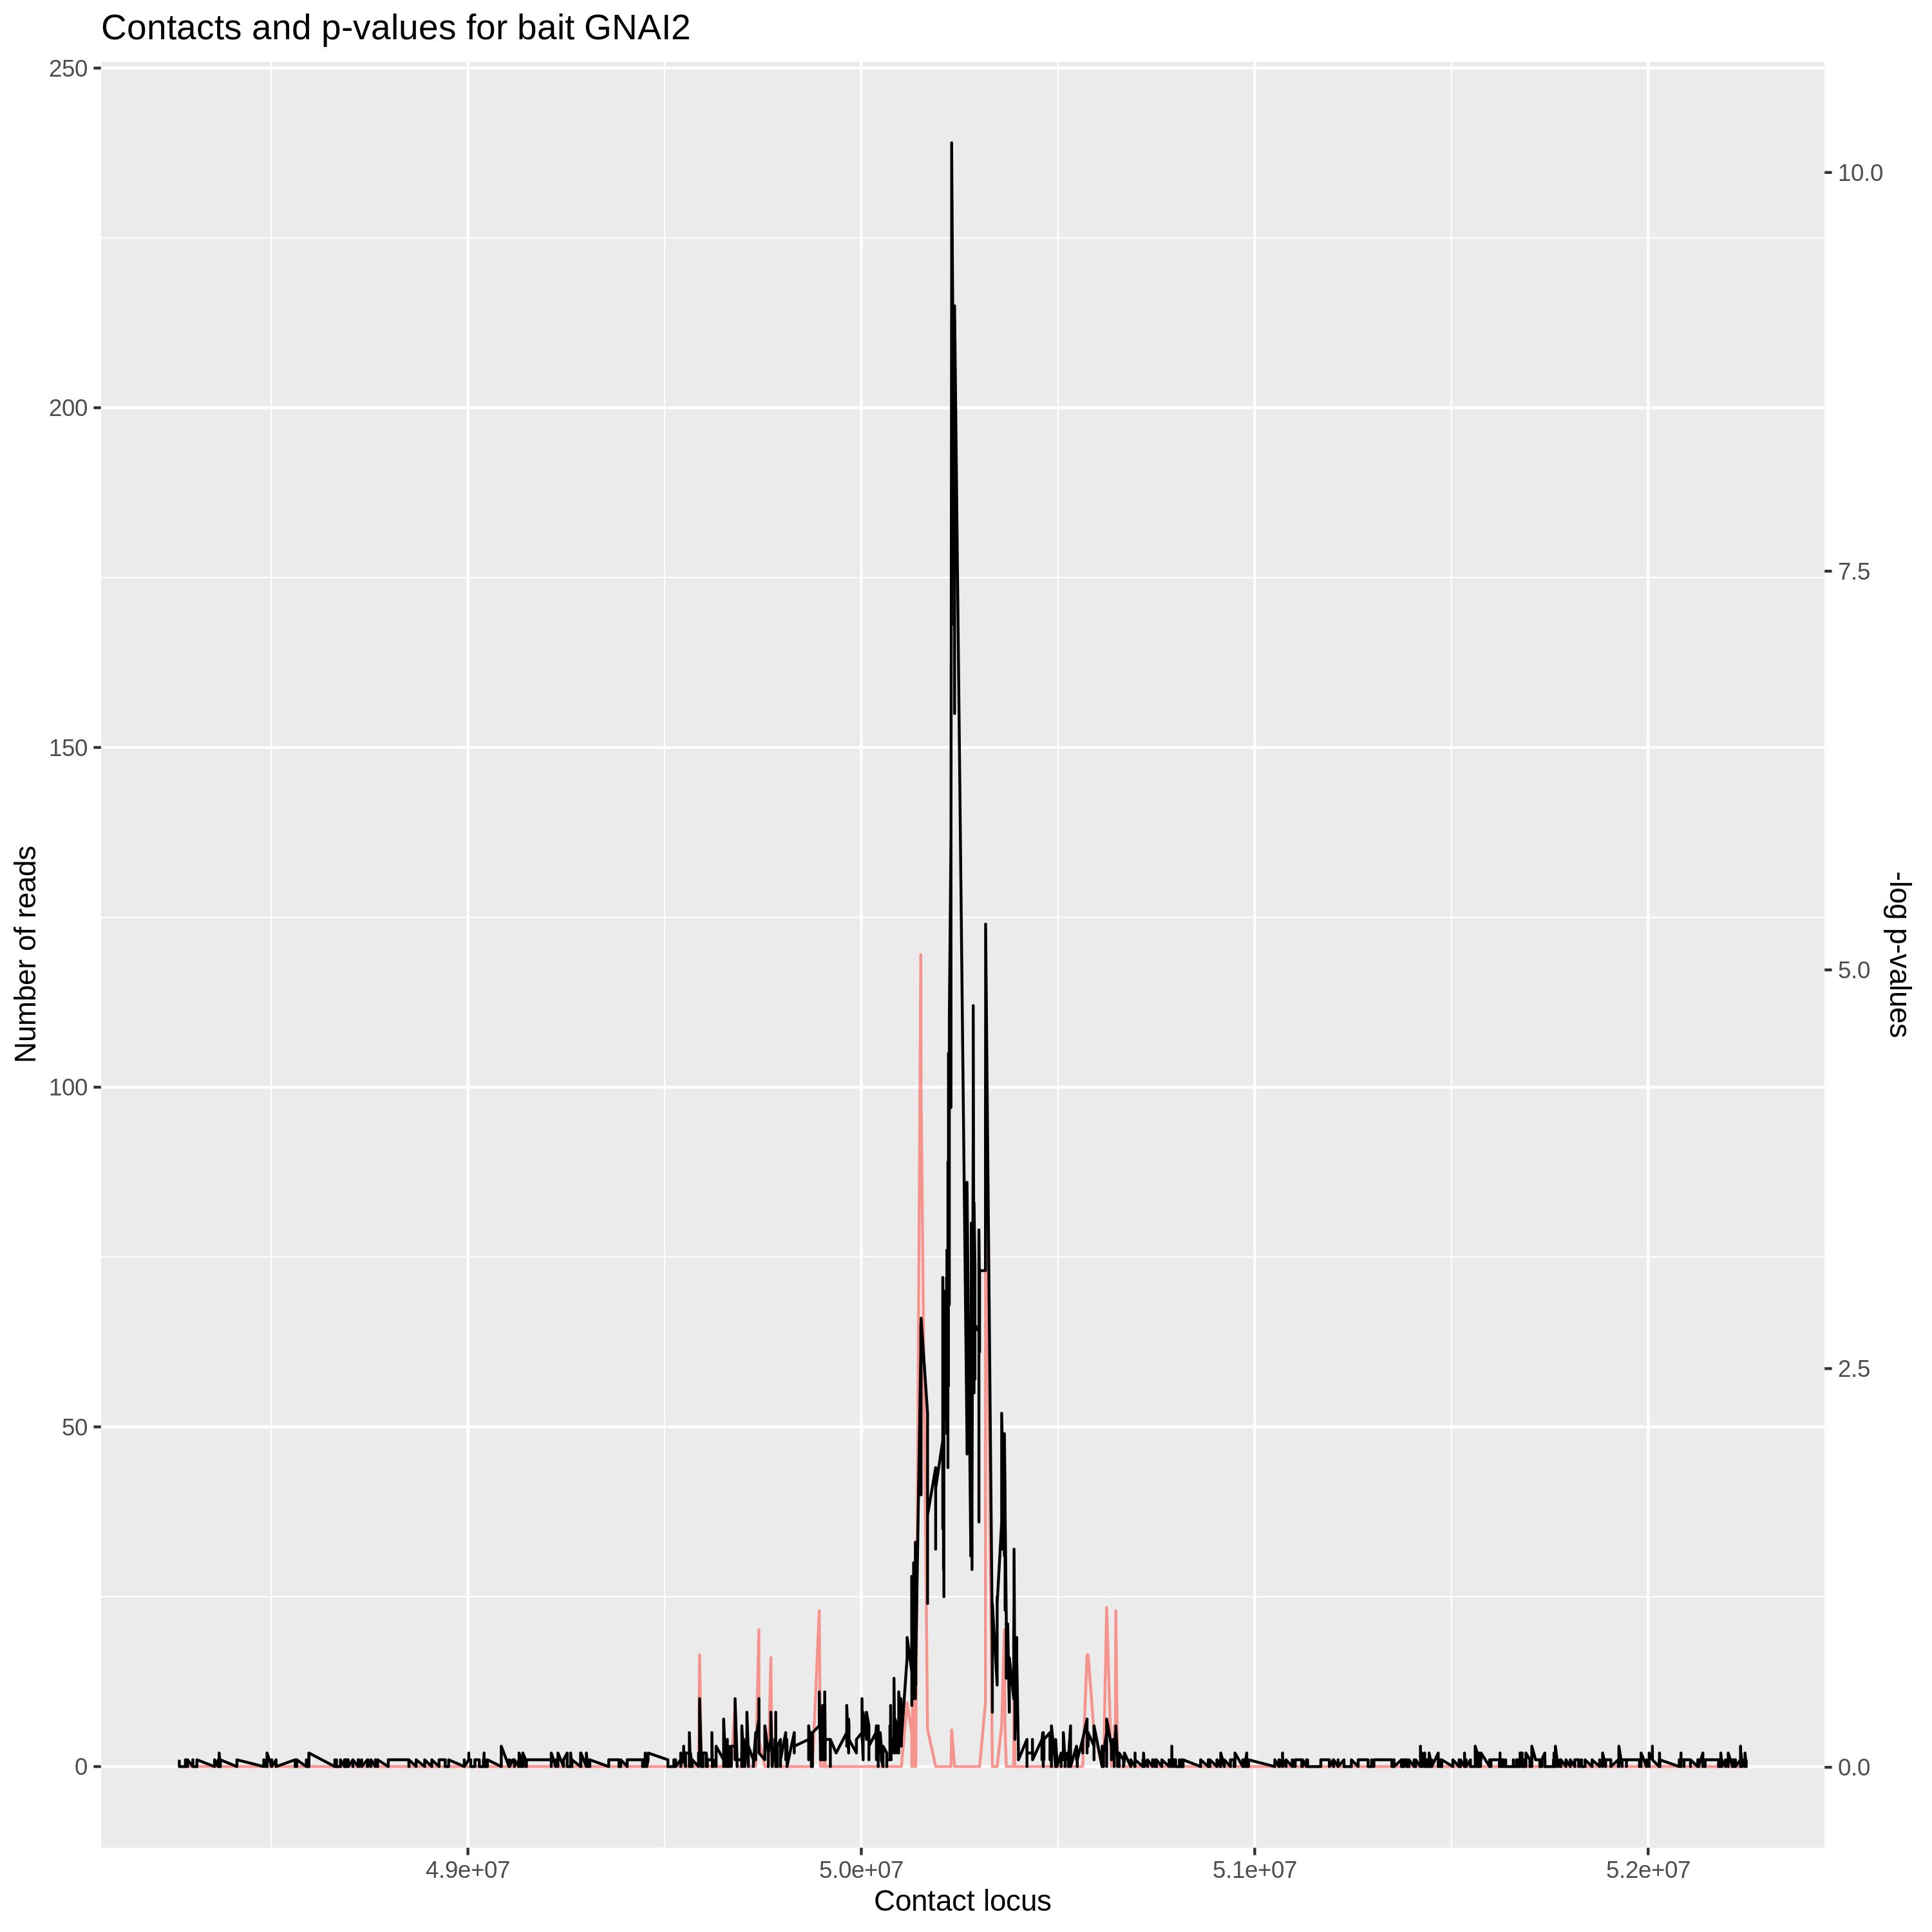 Contacts and p-values for bait GNAI2
250
200
150
100
50
0
Number of reads
10.0
7.5
5.0
2.5
0.0
-log p-values
4.9e+07
5.0e+07
5.1e+07
5.2e+07
Contact locus